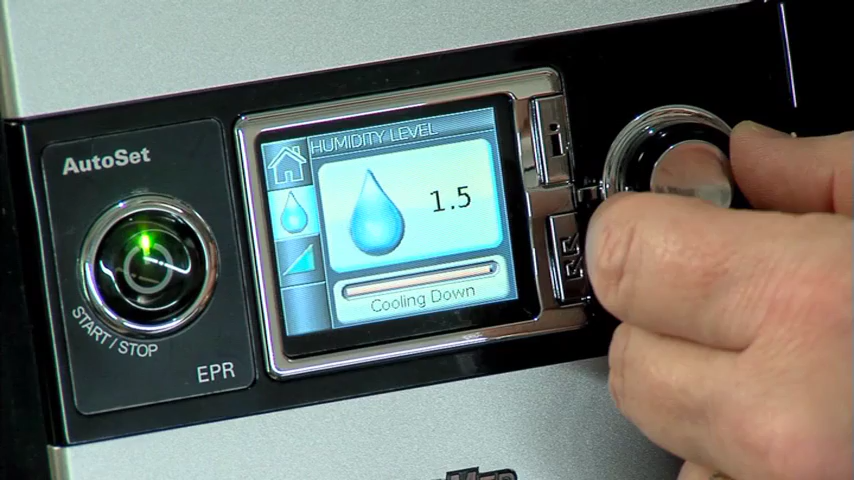 AutoSet
START / STOP
EPR
HUMIDITY LEVEL
1.5
Cooling Down
i